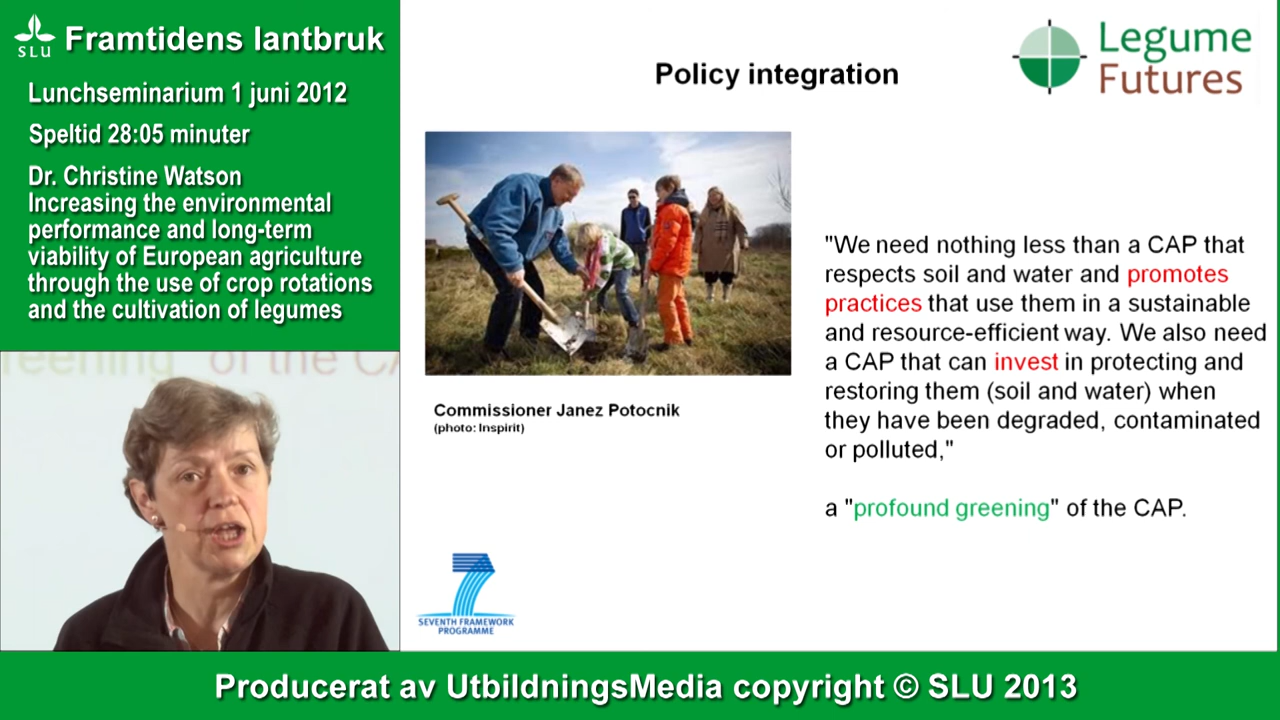 SLU
Framtidens lantbruk
Lunchseminarium 1 juni 2012
Speltid 28:05 minuter
Dr. Christine Watson
Increasing the environmental
performance and long-term
viability of European agriculture
through the use of crop rotations
and the cultivation of legumes
greening" of the CA
Policy integration
Legume
Futures
Commissioner Janez Potocnik
(photo: Inspirit)
"We need nothing less than a CAP that
respects soil and water and promotes
practices that use them in a sustainable
and resource-efficient way. We also need
a CAP that can invest in protecting and
restoring them (soil and water) when
they have been degraded, contaminated
or polluted,"
a "profound greening" of the CAP.
7
SEVENTH FRAMEWORK
PROGRAMME
Producerat av UtbildningsMedia copyright © SLU 2013